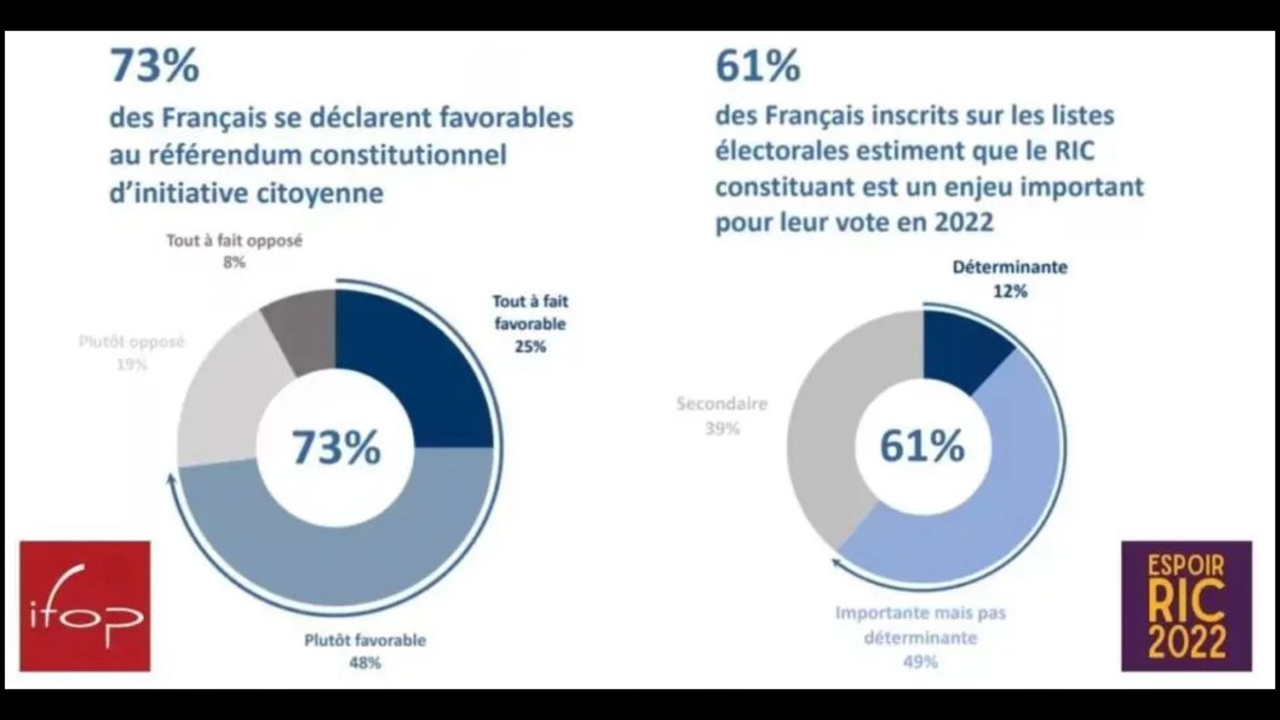 73%
des Français se déclarent favorables
au référendum constitutionnel
d'initiative citoyenne
Tout à fait opposé
8%
Tout à fait
favorable
25%
Plutôt opposé
19%
73%
Plutôt favorable
48%
ifop
61%
des Français inscrits sur les listes
électorales estiment que le RIC
constituant est un enjeu important
pour leur vote en 2022
Déterminante
12%
Secondaire
39%
61%
Importante mais pas
déterminante
49%
ESPOIR
RIC
2022